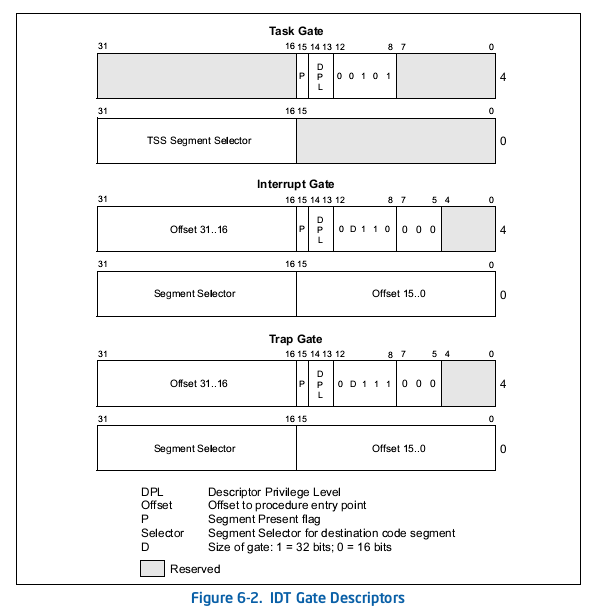 Task Gate
31 16 15 14 13 12 8 7 0
P D P L 0 0 1 0 1 4
31 16 15 0
TSS Segment Selector 0
Interrupt Gate
31 16 15 14 13 12 8 7 5 4 0
Offset 31..16 P D P L 0 D 1 1 0 0 0 0 4
31 16 15 0
Segment Selector Offset 15..0 0
Trap Gate
31 16 15 14 13 12 8 7 5 4 0
Offset 31..16 P D P L 0 D 1 1 1 0 0 0 4
31 16 15 0
Segment Selector Offset 15..0 0
DPL Descriptor Privilege Level
Offset Offset to procedure entry point
P Segment Present flag
Selector Segment Selector for destination code segment
D Size of gate: 1 = 32 bits; 0 = 16 bits
Reserved
Figure 6-2. IDT Gate Descriptors